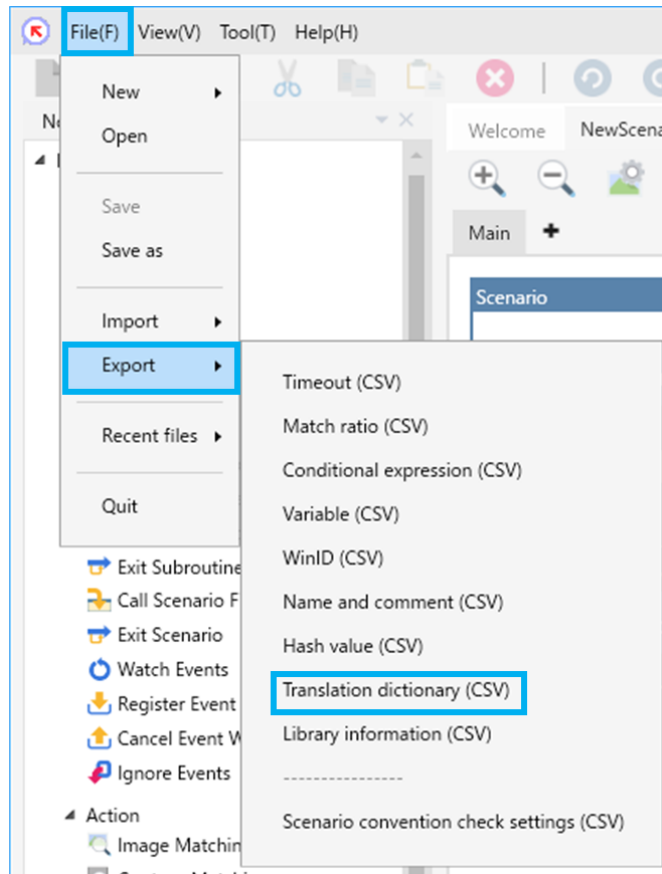 File(F) View(V) Tool(T) Help(H)
New
Open
Save
Save as
Import
Export
Recent files
Quit
Welcome
Main
Scenario
Timeout (CSV)
Match ratio (CSV)
Conditional expression (CSV)
Variable (CSV)
WinID (CSV)
Name and comment (CSV)
Hash value (CSV)
Translation dictionary (CSV)
Library information (CSV)
----------------
Scenario convention check settings (CSV)
Exit Subroutine
Call Scenario F
Exit Scenario
Watch Events
Register Event
Cancel Event W
Ignore Events
Action
Image Matchin